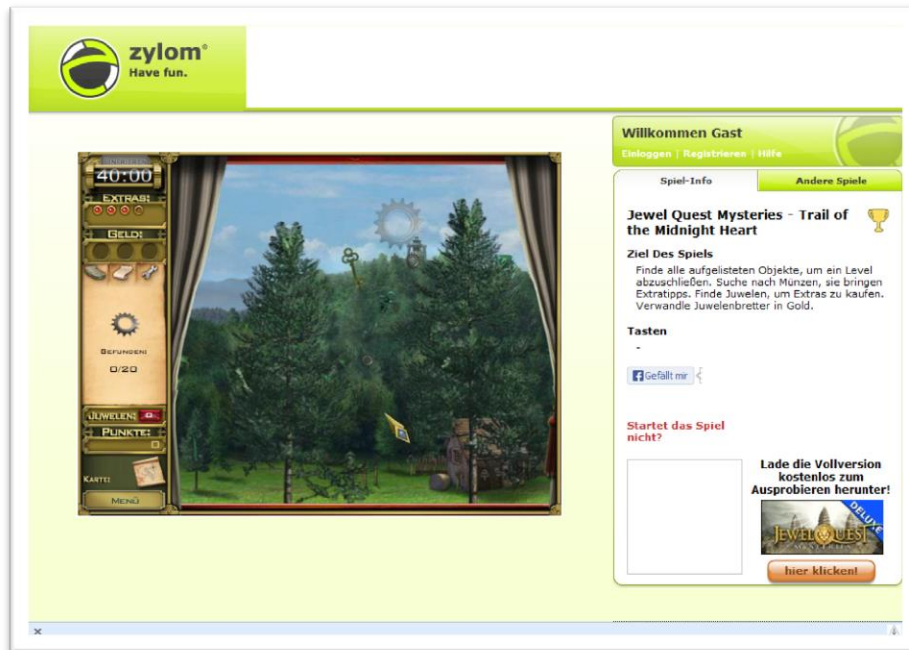 zylom®
Have fun.
Willkommen Gast
Einloggen | Registrieren | Hilfe
Spiel-Info
Andere Spiele
Jewel Quest Mysteries - Trail of
the Midnight Heart
Ziel Des Spiels
Finde alle aufgelisteten Objekte, um ein Level
abzuschließen. Suche nach Münzen, sie bringen
Extratipps. Finde Juwelen, um Extras zu kaufen.
Verwandle Juwelenbretter in Gold.
Tasten
-
Gefällt mir
Startet das Spiel
nicht?
Lade die Vollversion
kostenlos zum
Ausprobieren herunter!
DELUXE
JEWEL QUEST
MYSTERIES
hier klicken!
40:00
EXTRAS:
GELD:
GEFUNDEN:
0/20
JUWELEN: 0
PUNKTE:
0
KARTE:
MENÜ